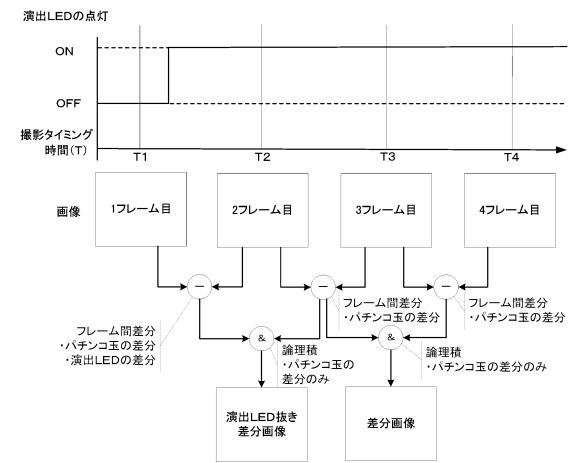 演出LEDの点灯
ON
OFF
撮影タイミング
時間(T)
T1
T2
T3
T4
画像
1フレーム目
2フレーム目
3フレーム目
4フレーム目
−
−
−
フレーム間差分
・パチンコ玉の差分
・演出LEDの差分
フレーム間差分
・パチンコ玉の差分
フレーム間差分
・パチンコ玉の差分
&
&
論理積
・パチンコ玉の
差分のみ
論理積
・パチンコ玉の差分のみ
演出LED抜き
差分画像
差分画像